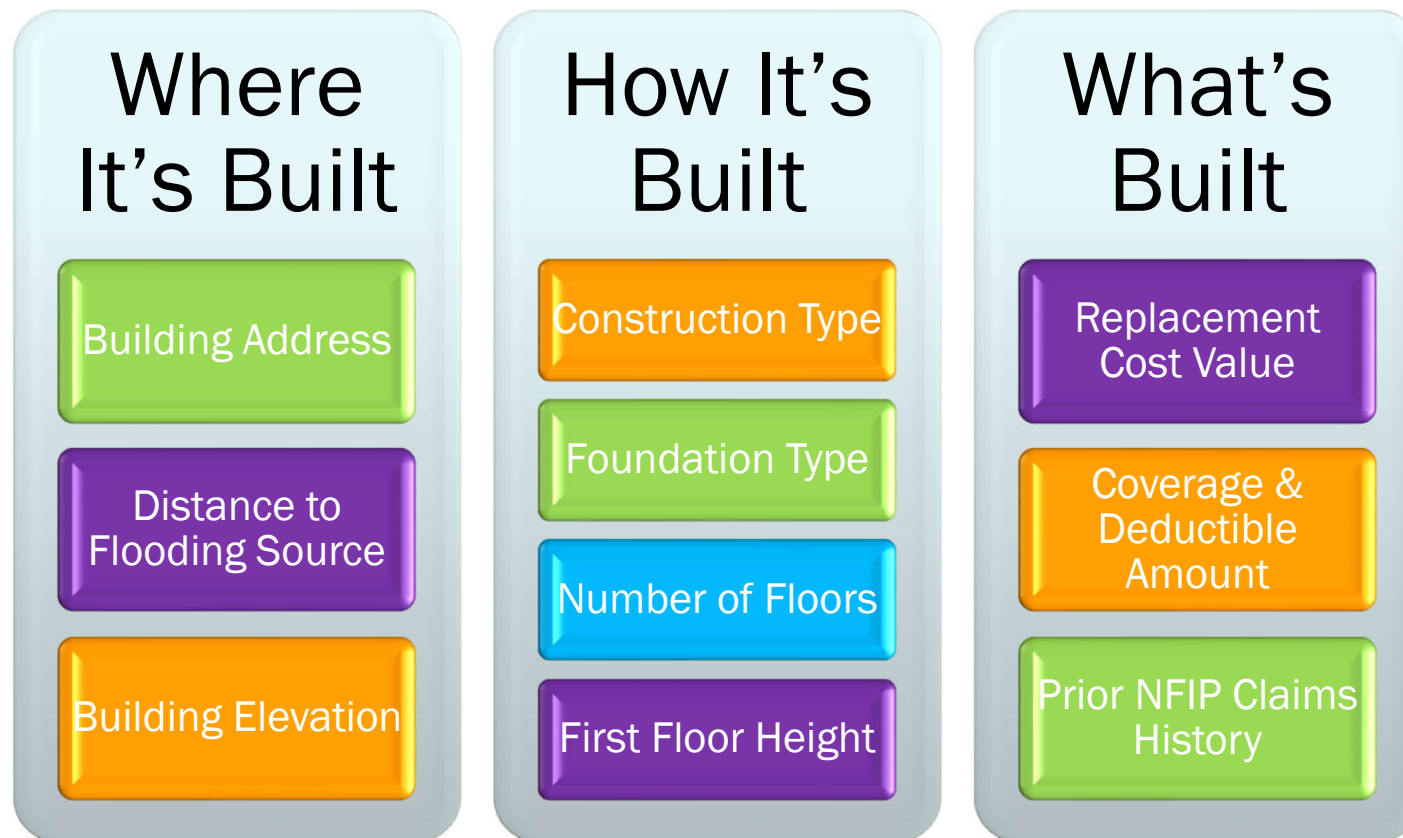 Where
It’s Built
Building Address
Distance to
Flooding Source
Building Elevation
How It’s
Built
Construction Type
Foundation Type
Number of Floors
First Floor Height
What’s
Built
Replacement
Cost Value
Coverage &
Deductible
Amount
Prior NFIP Claims
History